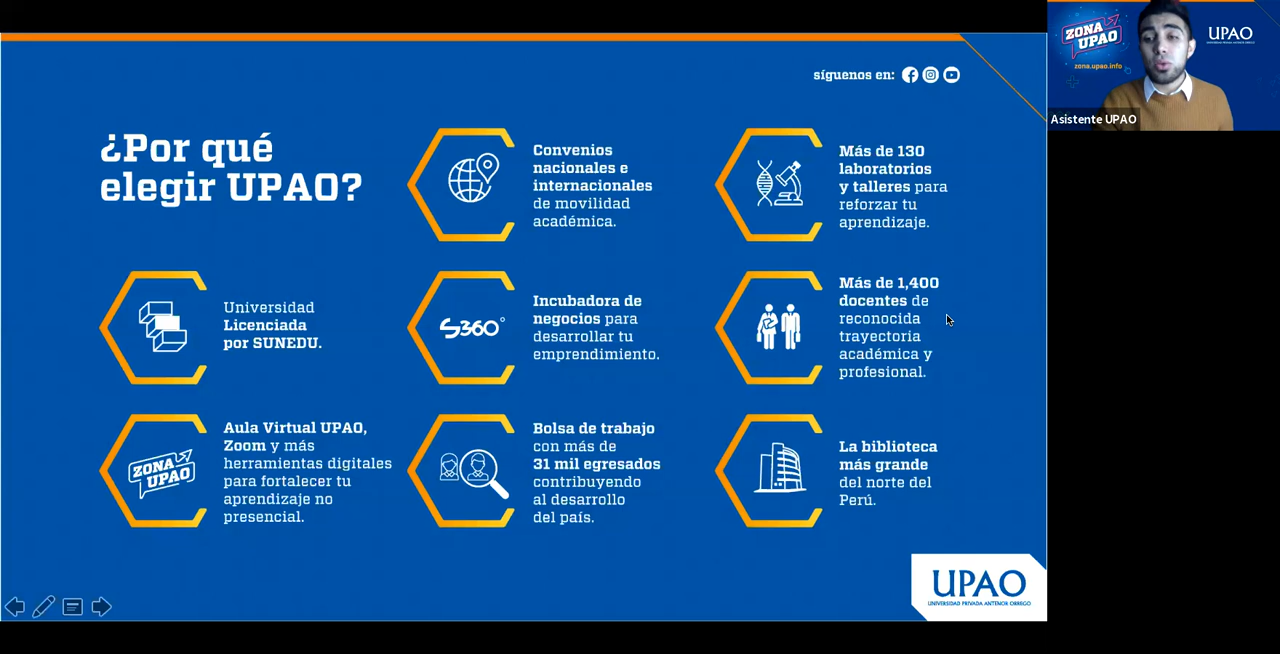 síguenos en:
¿Por qué
elegir UPAO?
Universidad
Licenciada
por SUNEDU.
ZONA
UPAO
Aula Virtual UPAO,
Zoom y más
herramientas digitales
para fortalecer tu
aprendizaje no
presencial.
Convenios
nacionales e
internacionales
de movilidad
académica.
S360°
Incubadora de
negocios para
desarrollar tu
emprendimiento.
Bolsa de trabajo
con más de
31 mil egresados
contribuyendo
al desarrollo
del país.
Más de 130
laboratorios
y talleres para
reforzar tu
aprendizaje.
Más de 1,400
docentes de
reconocida
trayectoria
académica y
profesional.
La biblioteca
más grande
del norte del
Perú.
UPAO
UNIVERSIDAD PRIVADA ANTENOR ORREGO
ZONA
UPAO
zona.upao.info
UPAO
Asistente UPAO